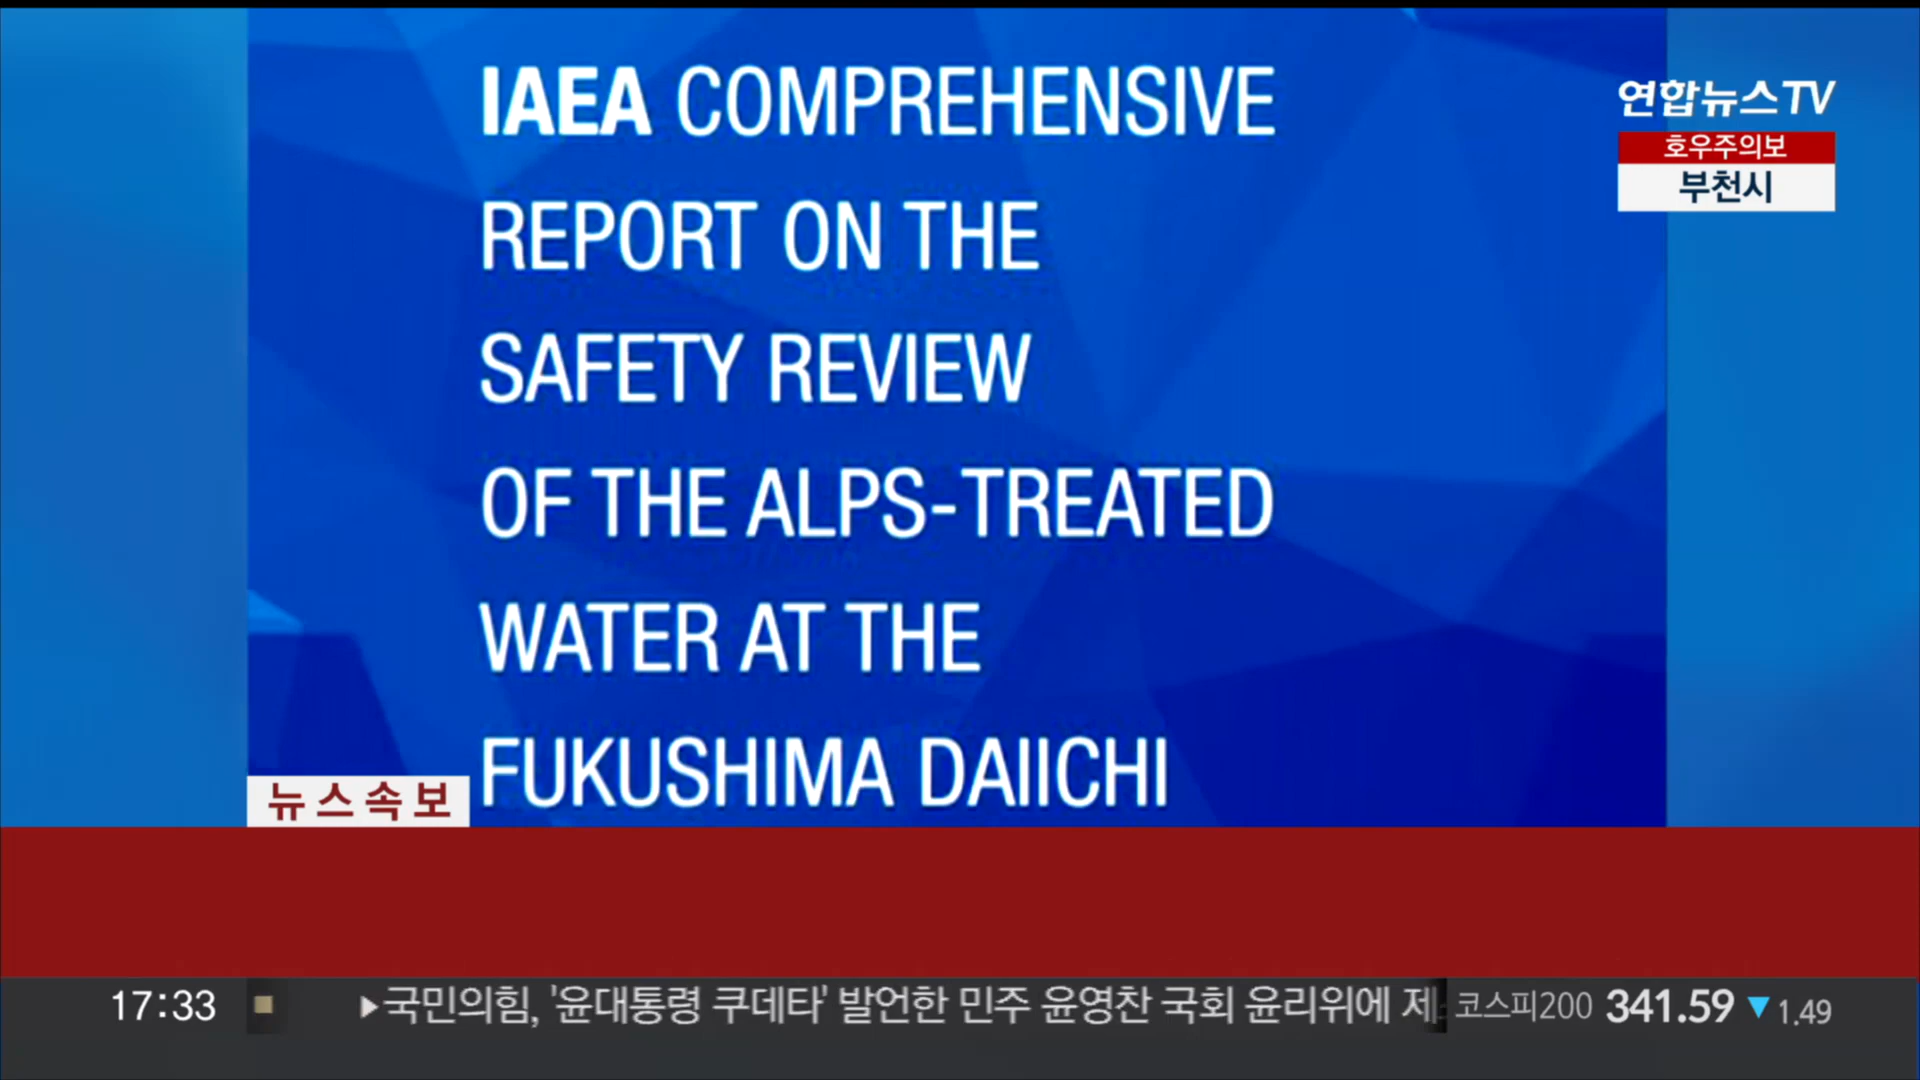 IAEA COMPREHENSIVE
REPORT ON THE
SAFETY REVIEW
OF THE ALPS-TREATED
WATER AT THE
FUKUSHIMA DAIICHI
연합뉴스TV
호우주의보
부천시
뉴스속보
17:33
▶국민의힘, '윤대통령 쿠데타' 발언한 민주 윤영찬 국회 윤리위에 제
코스피200 341.59 ▼ 1.49